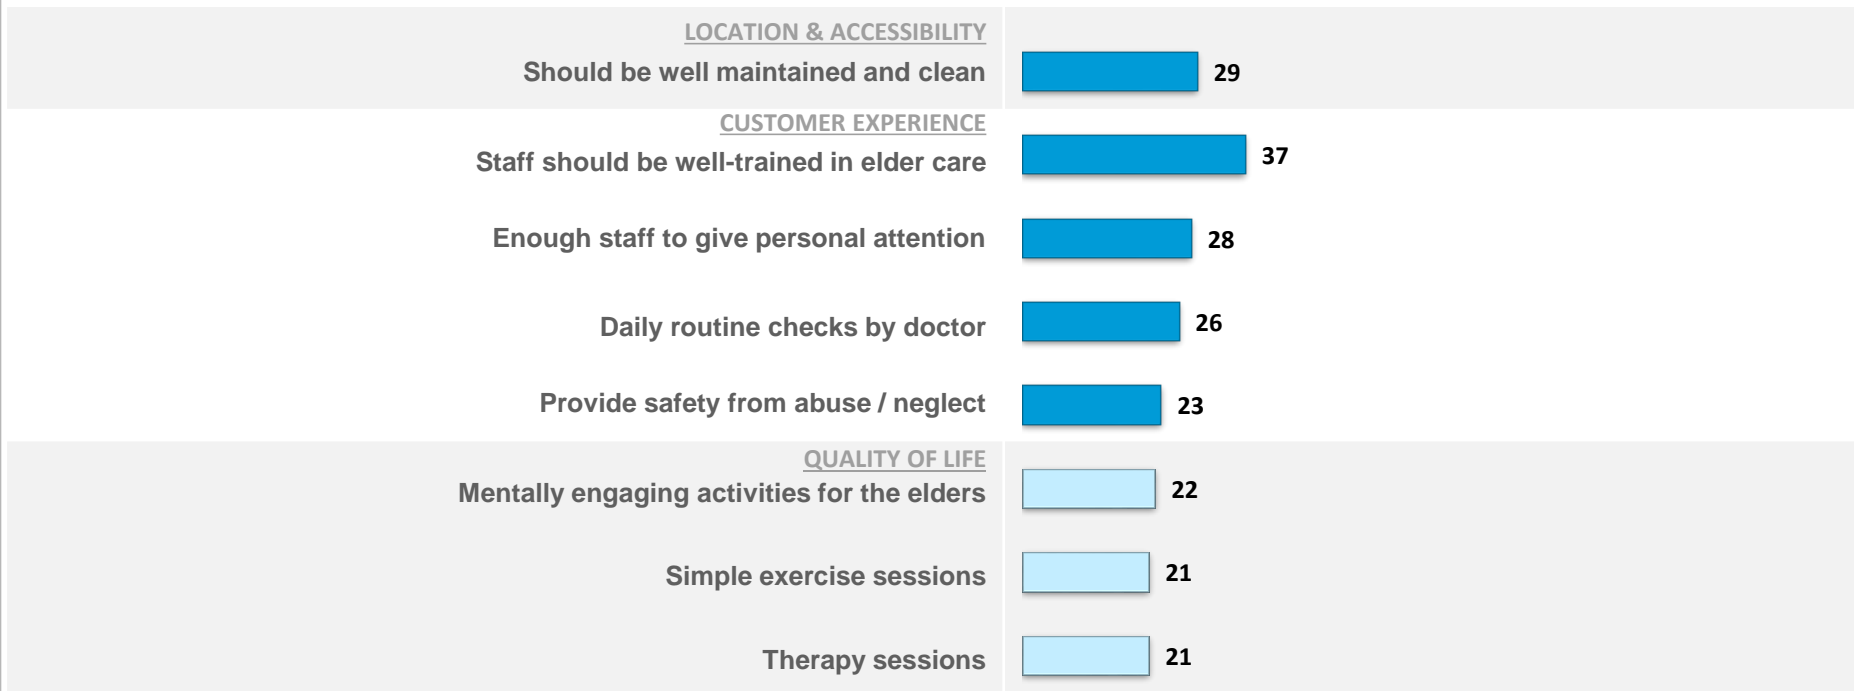 LOCATION & ACCESSIBILITY
Should be well maintained and clean
29
CUSTOMER EXPERIENCE
Staff should be well-trained in elder care
37
Enough staff to give personal attention
28
Daily routine checks by doctor
26
Provide safety from abuse / neglect
23
QUALITY OF LIFE
Mentally engaging activities for the elders
22
Simple exercise sessions
21
Therapy sessions
21